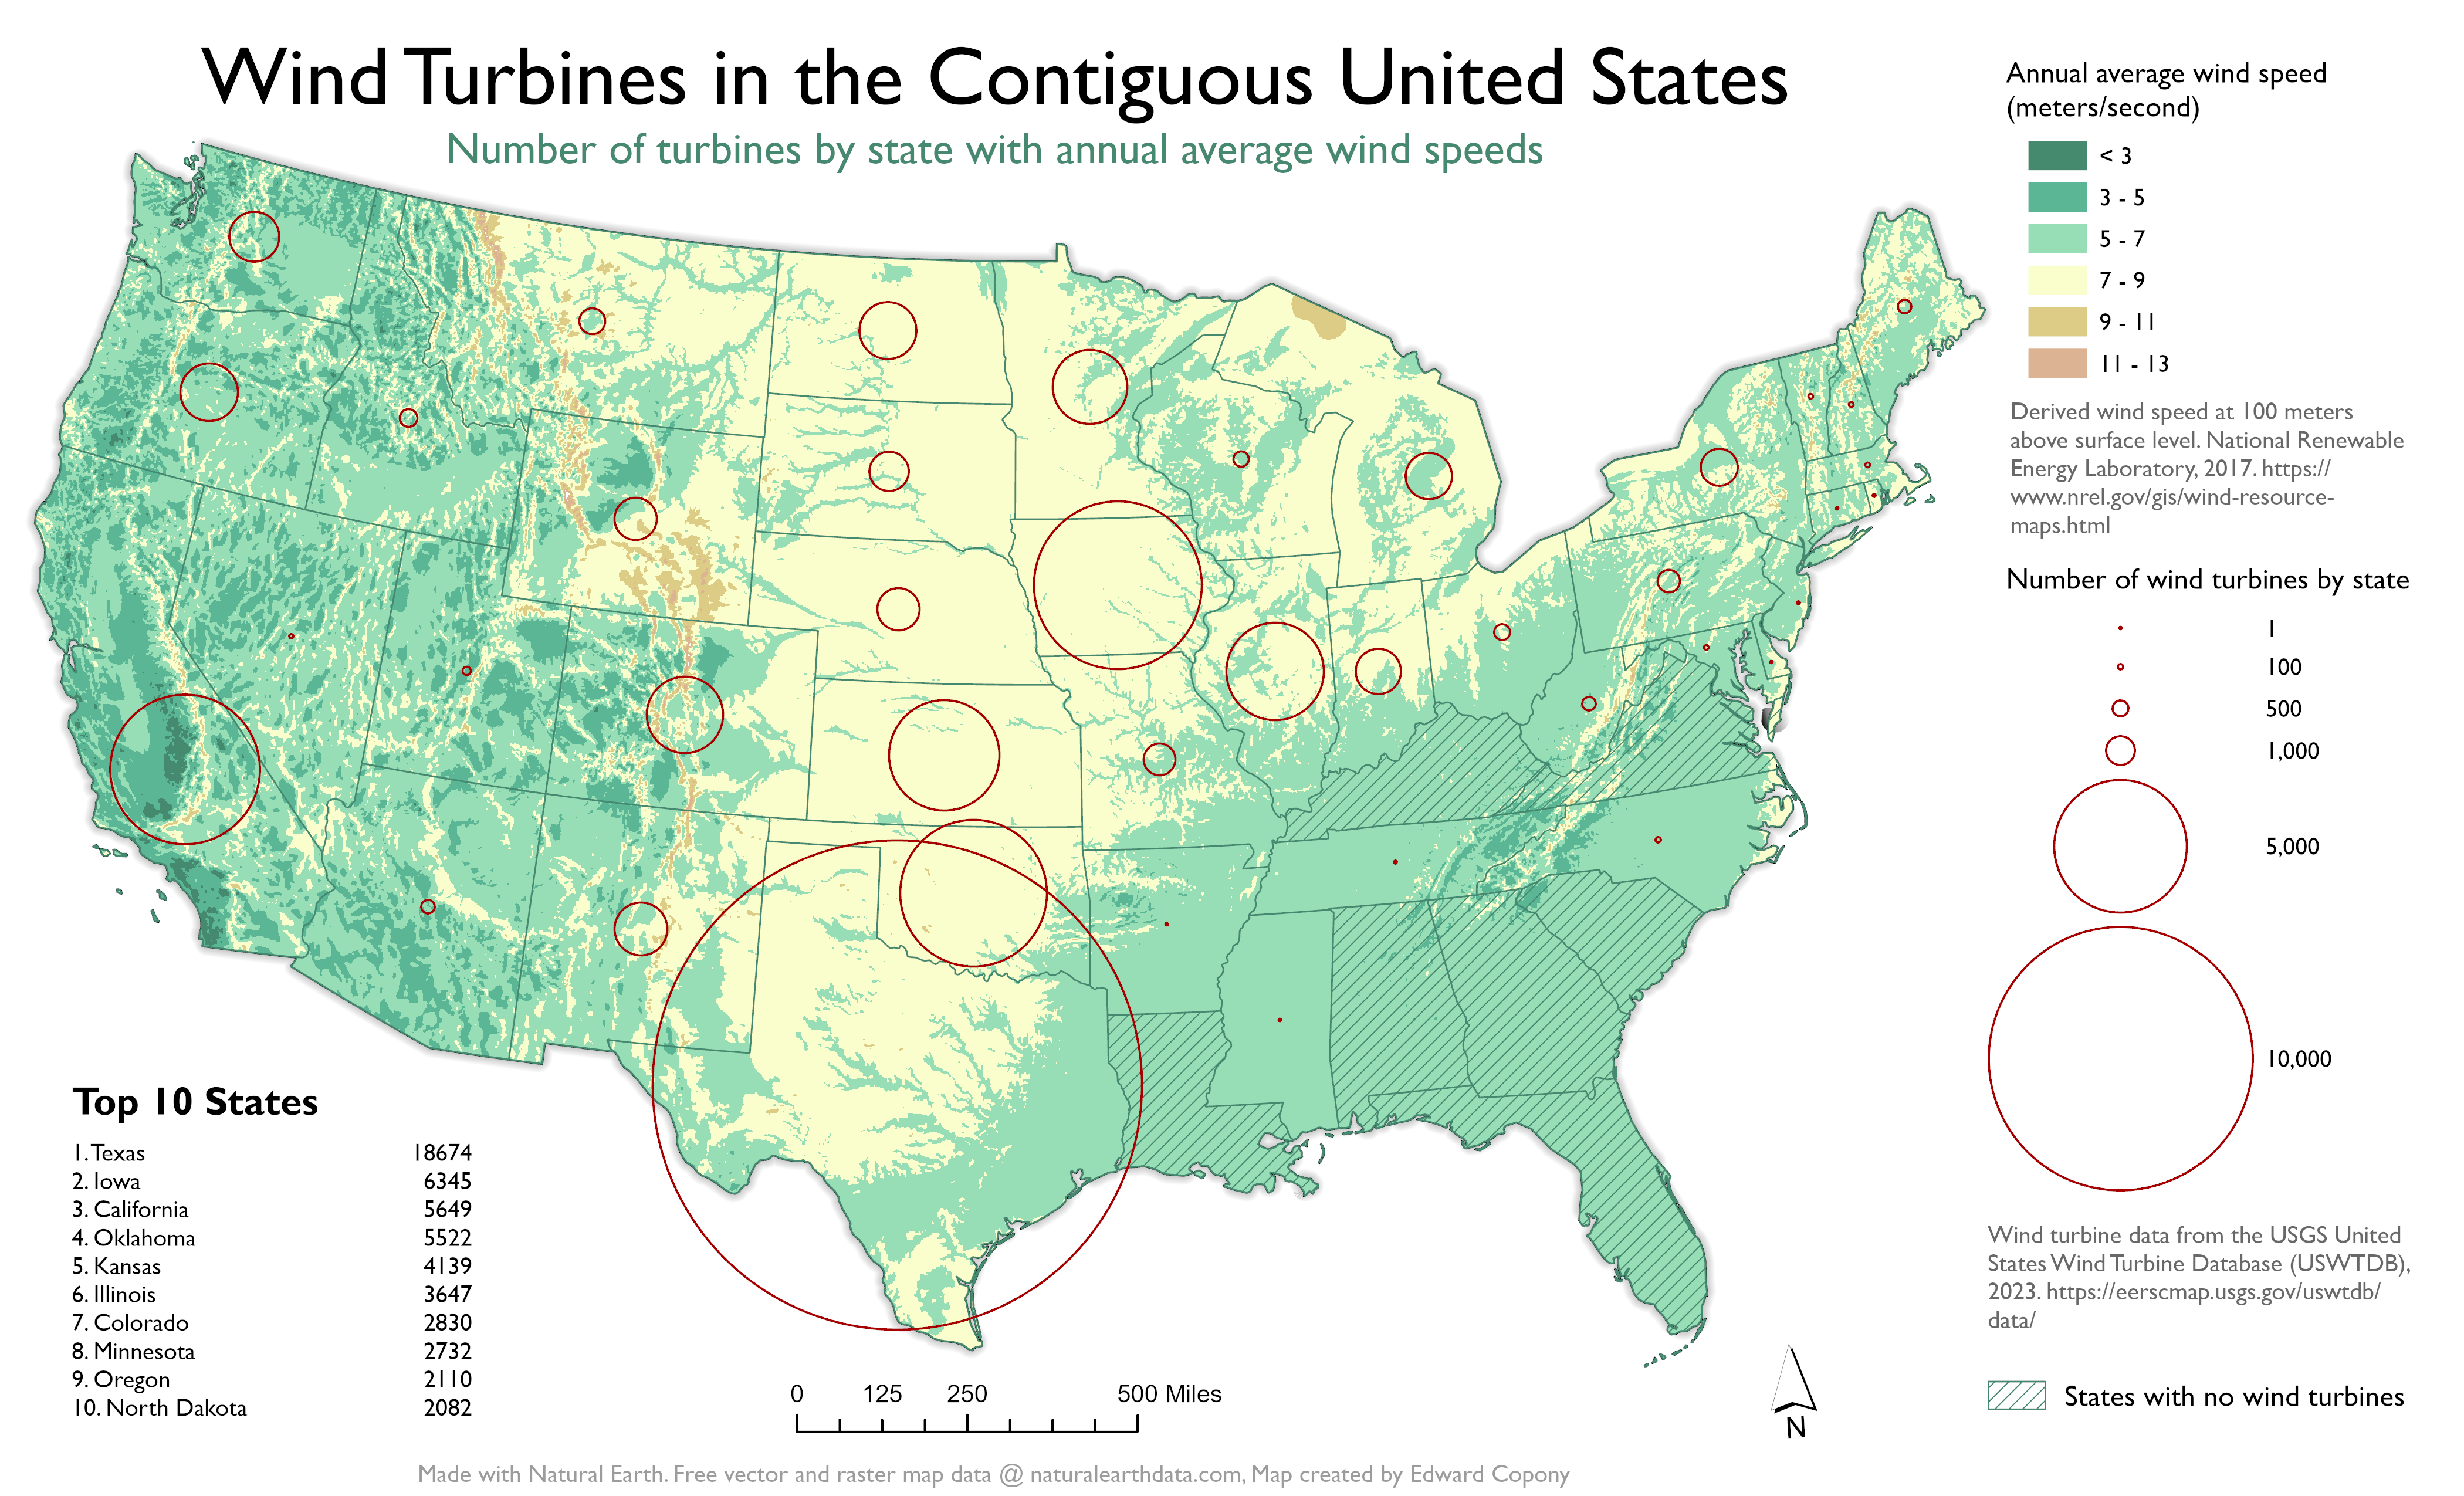 Wind Turbines in the Contiguous United States
Number of turbines by state with annual average wind speeds
Annual average wind speed
(meters/second)
< 3
3 - 5
5 - 7
7 - 9
9 - 11
11 - 13
Derived wind speed at 100 meters
above surface level. National Renewable
Energy Laboratory, 2017. https://
www.nrel.gov/gis/wind-resource-
maps.html
Number of wind turbines by state
1
100
500
1,000
5,000
10,000
Wind turbine data from the USGS United
States Wind Turbine Database (USWTDB),
2023. https://eerscmap.usgs.gov/uswtdb/
data/
States with no wind turbines
Top 10 States
1. Texas 18674
2. Iowa 6345
3. California 5649
4. Oklahoma 5522
5. Kansas 4139
6. Illinois 3647
7. Colorado 2830
8. Minnesota 2732
9. Oregon 2110
10. North Dakota 2082
0 125 250 500 Miles
N
Made with Natural Earth. Free vector and raster map data @ naturalearthdata.com, Map created by Edward Copony